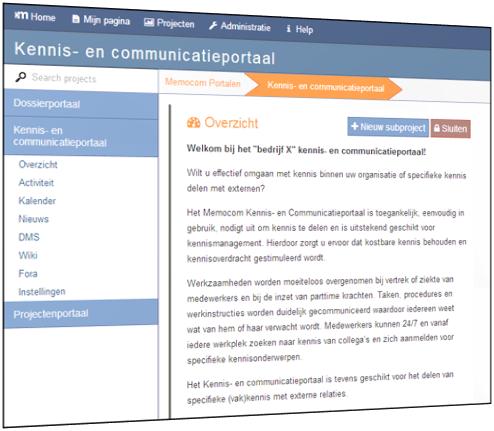 Home Mijn pagina Projecten Administratie Help
Kennis- en communicatieportaal
Search projects
Memocom Portalen Kennis- en communicatieportaal
Dossierportaal
Kennis- en
communicatieportaal
Overzicht
Activiteit
Kalender
Nieuws
DMS
Wiki
Fora
Instellingen
Projectenportaal
Overzicht
Nieuw subproject Sluiten
Welkom bij het "bedrijf X" kennis- en communicatieportaal!
Wilt u effectief omgaan met kennis binnen uw organisatie of specifieke kennis
delen met externen?
Het Memocom Kennis- en Communicatieportaal is toegankelijk, eenvoudig in
gebruik, nodigt uit om kennis te delen en is uitstekend geschikt voor
kennismanagement. Hierdoor zorgt u ervoor dat kostbare kennis behouden en
kennisoverdracht gestimuleerd wordt.
Werkzaamheden worden moeiteloos overgenomen bij vertrek of ziekte van
medewerkers en bij de inzet van parttime krachten. Taken, procedures en
werkinstructies worden duidelijk gecommuniceerd waardoor iedereen weet
wat van hem of haar verwacht wordt. Medewerkers kunnen 24/7 en vanaf
iedere werkplek zoeken naar kennis van collega's en zich aanmelden voor
specifieke kennisonderwerpen.
Het Kennis- en communicatieportaal is tevens geschikt voor het delen van
specifieke (vak)kennis met externe relaties.